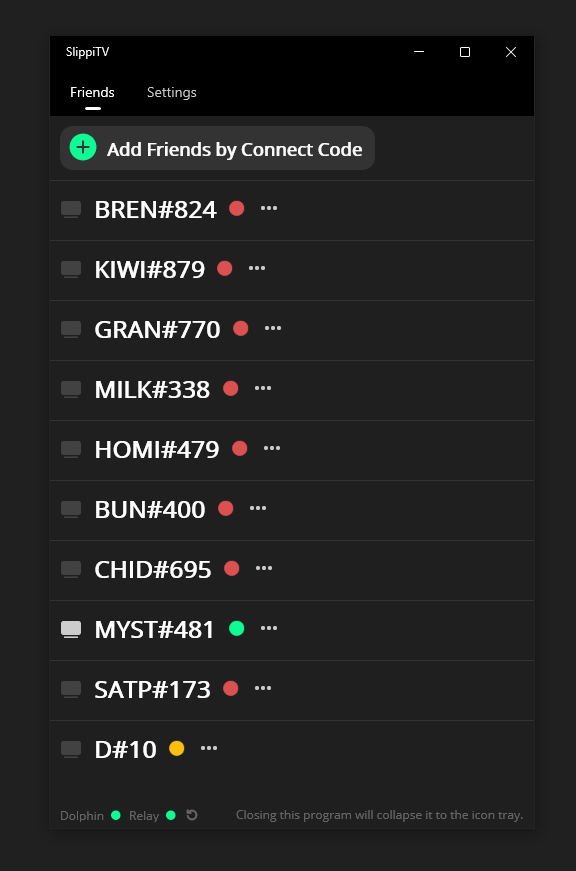 SlippiTV
Friends Settings
Add Friends by Connect Code
BREN#824
KIWI#879
GRAN#770
MILK#338
HOMI#479
BUN#400
CHID#695
MYST#481
SATP#173
D#10
Dolphin Relay Closing this program will collapse it to the icon tray.